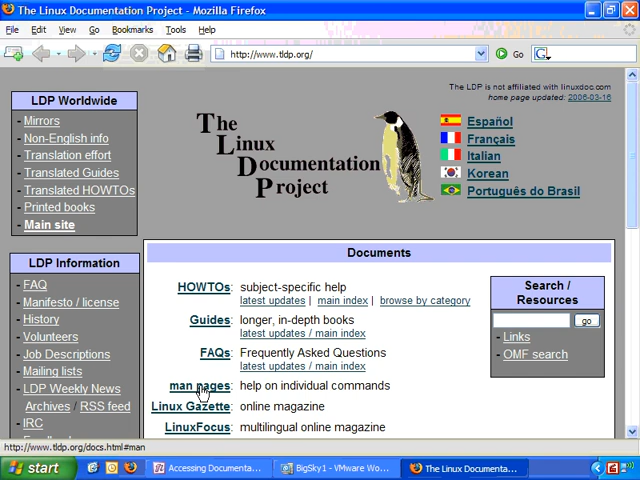 The Linux Documentation Project - Mozilla Firefox
File Edit View Go Bookmarks Tools Help
http://www.tldp.org/
Go
The LDP is not affiliated with linuxdoc.com
home page updated: 2006-03-16
LDP Worldwide
- Mirrors
- Non-English info
- Translation effort
- Translated Guides
- Translated HOWTOs
- Printed books
- Main site
The
Linux
Documentation
Project
Español
Français
Italian
Korean
Português do Brasil
LDP Information
- FAQ
- Manifesto / license
- History
- Volunteers
- Job Descriptions
- Mailing lists
- LDP Weekly News
Archives / RSS feed
- IRC
Documents
HOWTOs: subject-specific help
latest updates | main index | browse by category
Guides: longer, in-depth books
latest updates / main index
FAQs: Frequently Asked Questions
latest updates / main index
man pages: help on individual commands
Linux Gazette: online magazine
LinuxFocus: multilingual online magazine
Search /
Resources
go
- Links
- OMF search
http://www.tldp.org/docs.html#man
start
Accessing Documenta...
BigSky1 - VMware Wo...
The Linux Documenta...